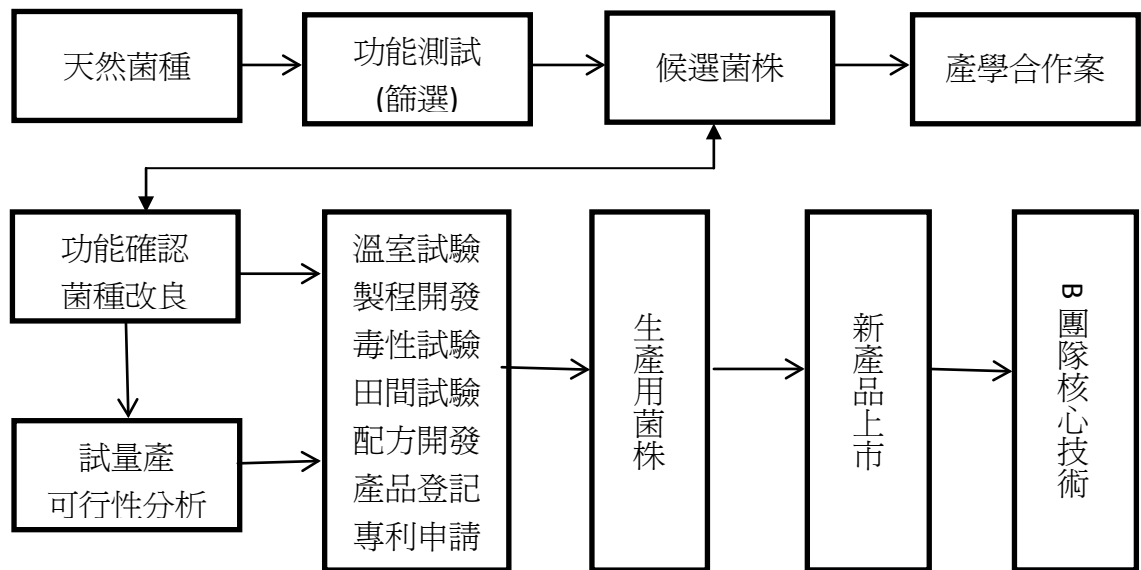 天然菌種
功能測試
(篩選)
候選菌株
產學合作案
功能確認
菌種改良
試量產
可行性分析
溫室試驗
製程開發
毒性試驗
田間試驗
配方開發
產品登記
專利申請
生產用菌株
新產品上市
B 團隊核心技術